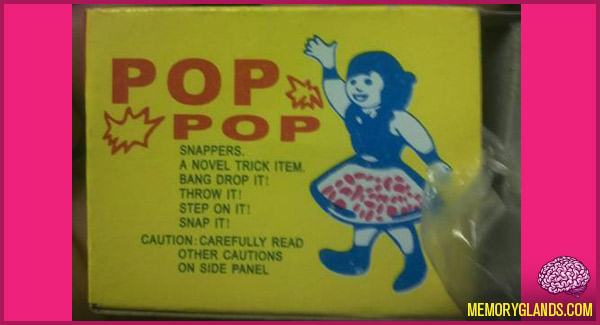 POP
POP
SNAPPERS.
A NOVEL TRICK ITEM.
BANG DROP IT!
THROW IT!
STEP ON IT!
SNAP IT!
CAUTION: CAREFULLY READ
OTHER CAUTIONS
ON SIDE PANEL
MEMORYGLANDS.COM